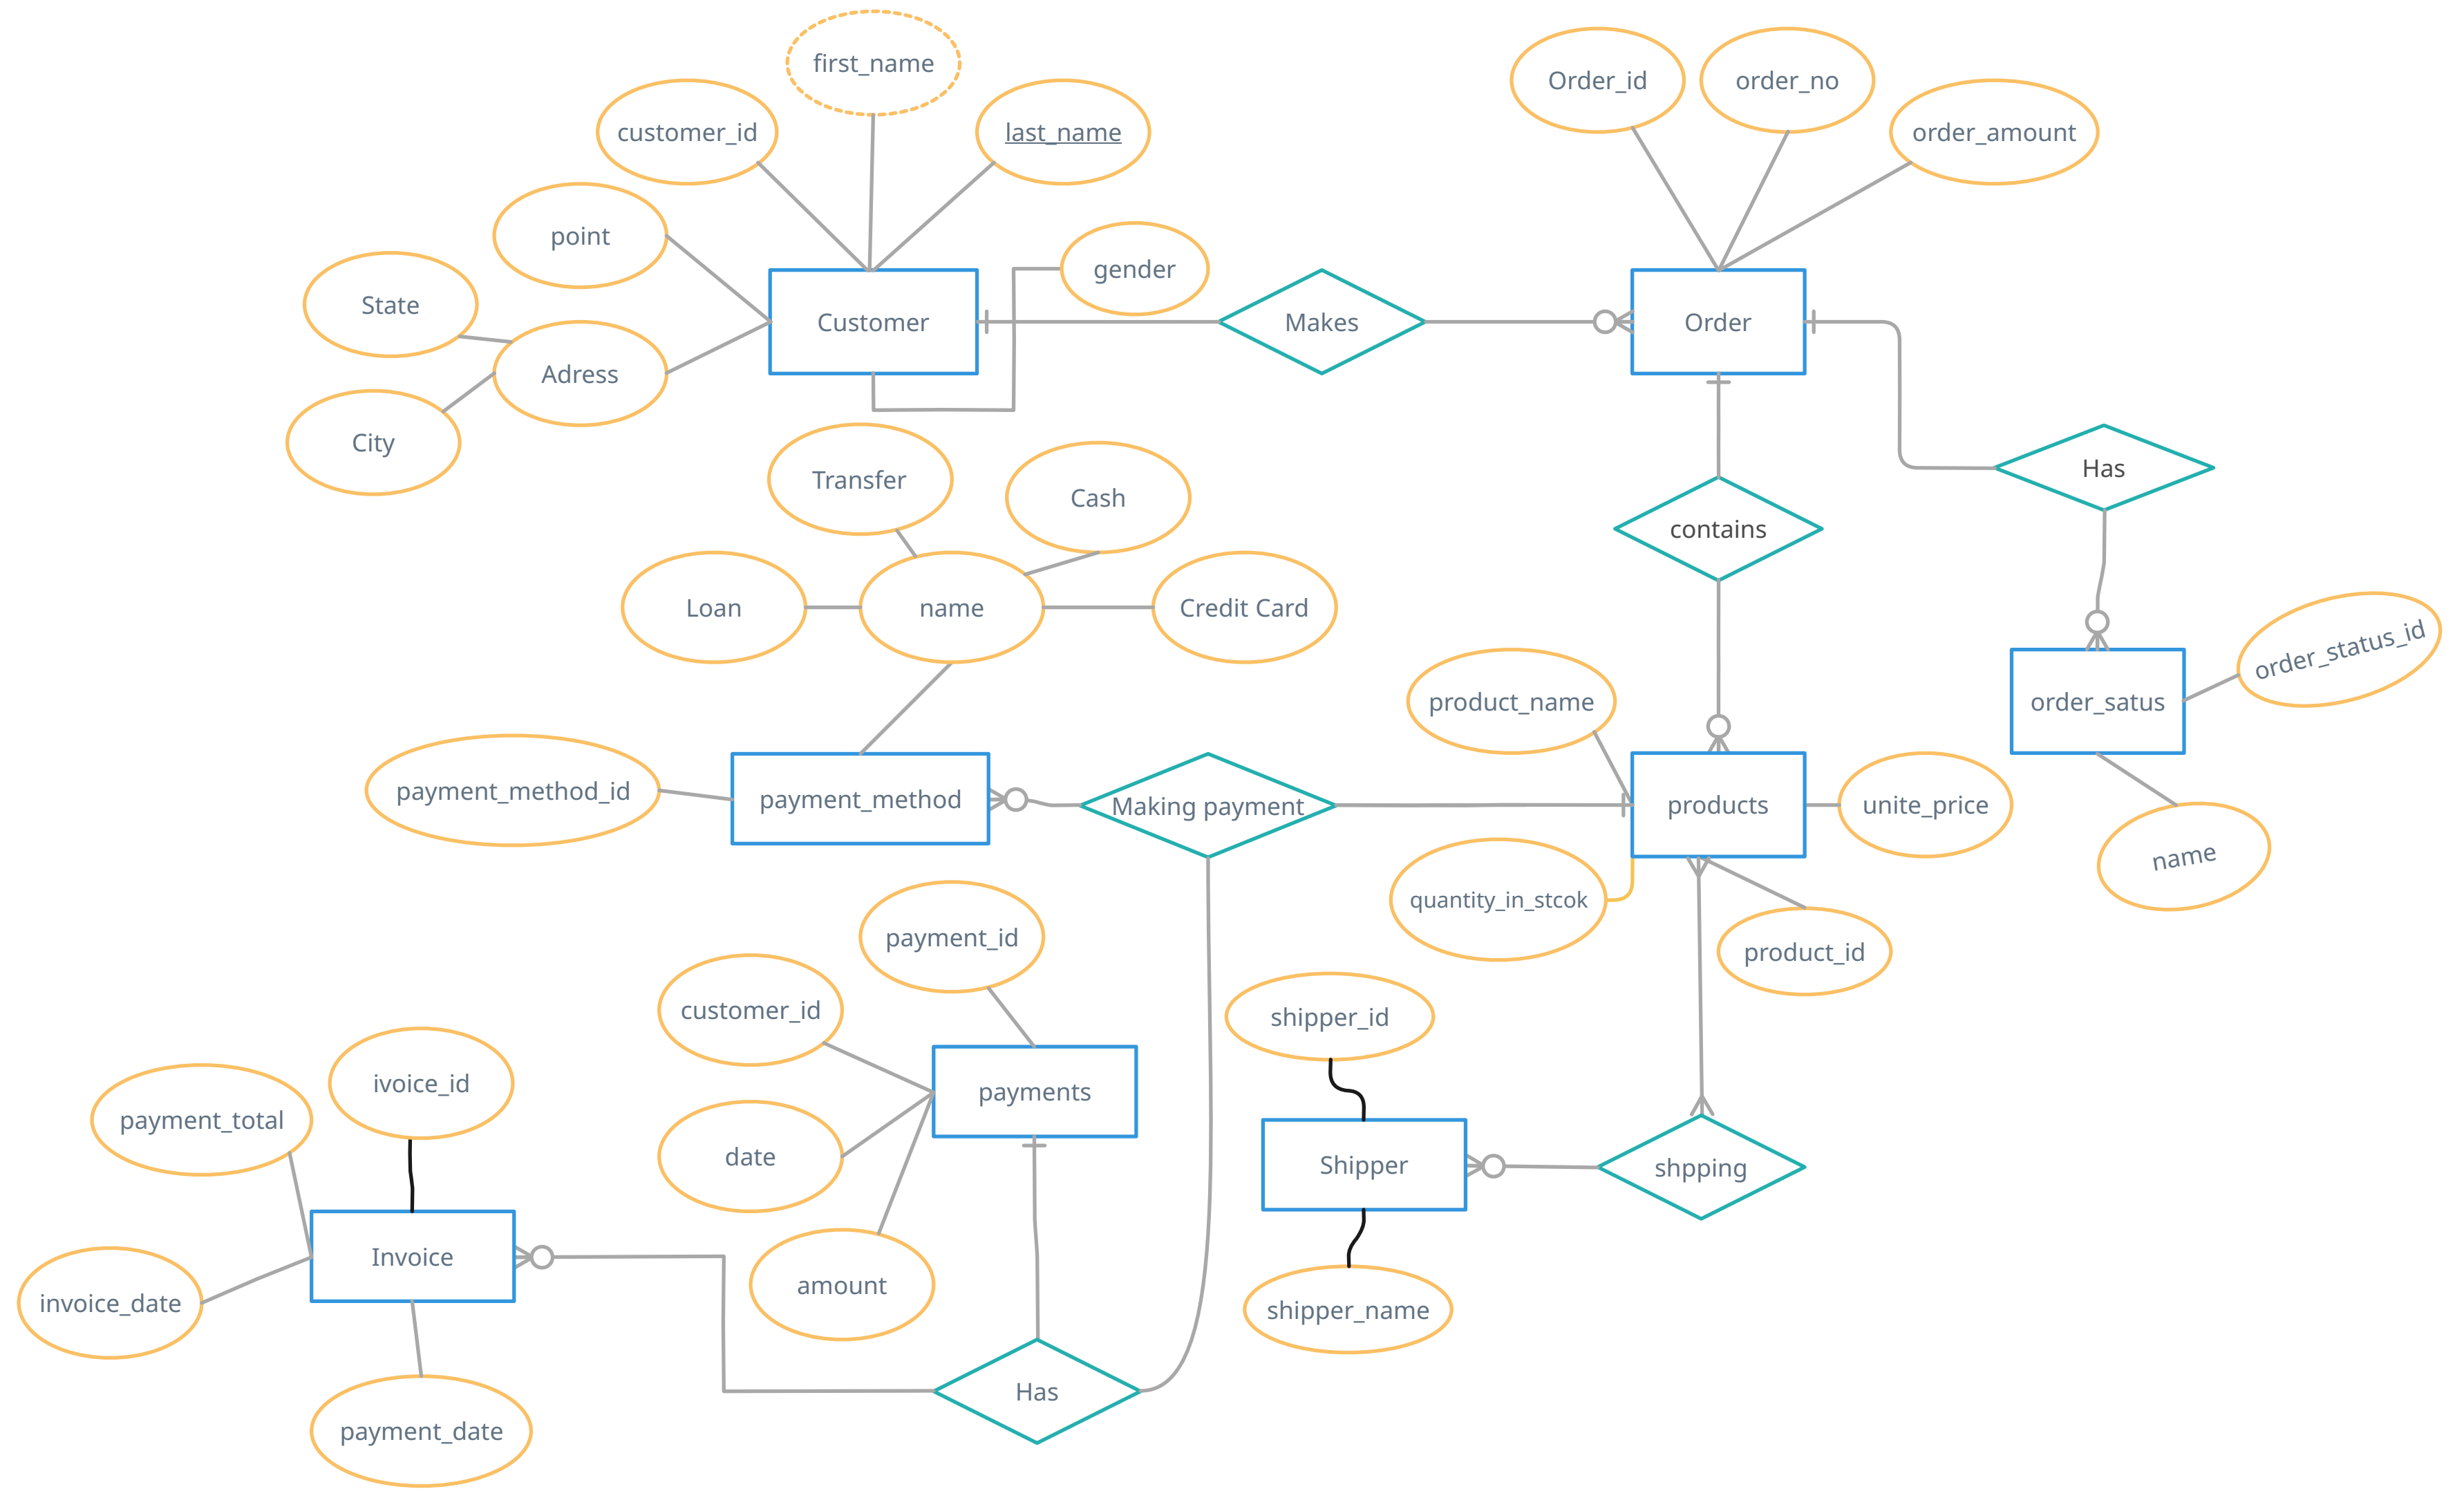 first_name
Order_id
order_no
customer_id
last_name
order_amount
point
gender
State
Customer
Makes
Order
Adress
City
Has
Transfer
Cash
contains
Loan
name
Credit Card
order_status_id
product_name
order_satus
payment_method_id
payment_method
Making payment
products
unite_price
name
quantity_in_stcok
payment_id
product_id
customer_id
shipper_id
ivoice_id
payments
payment_total
date
Shipper
shpping
Invoice
amount
invoice_date
shipper_name
Has
payment_date